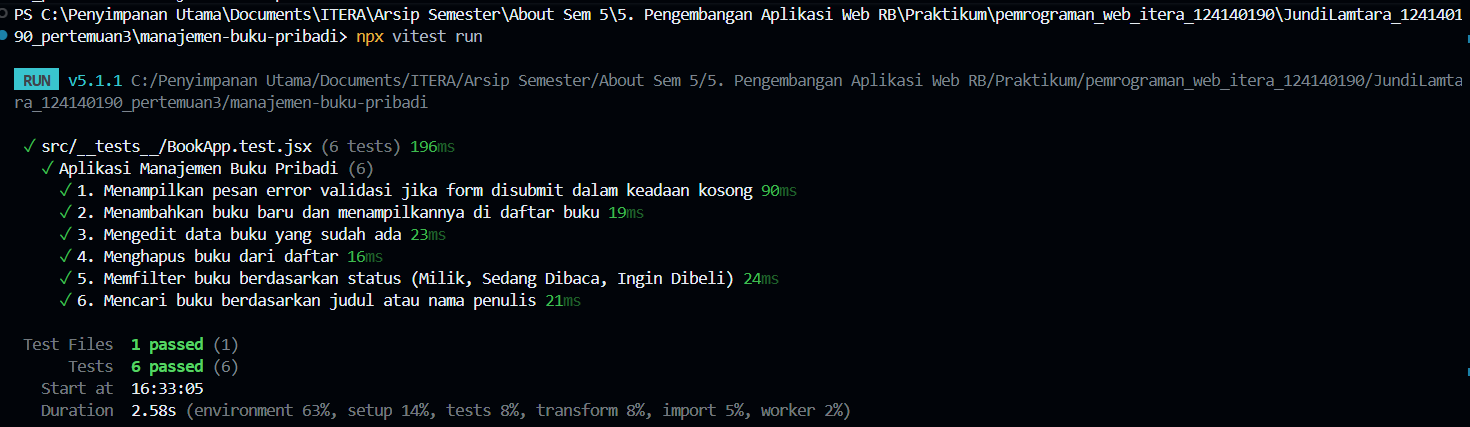 PS C:\Penyimpanan Utama\Documents\ITERA\Arsip Semester\About Sem 5\5. Pengembangan Aplikasi Web RB\Praktikum\pemrograman_web_itera_124140190\JundiLamtara_1241401
90_pertemuan3\manajemen-buku-pribadi> npx vitest run
RUN v5.1.1 C:/Penyimpanan Utama/Documents/ITERA/Arsip Semester/About Sem 5/5. Pengembangan Aplikasi Web RB/Praktikum/pemrograman_web_itera_124140190/JundiLamta
ra_124140190_pertemuan3/manajemen-buku-pribadi
✓ src/__tests__/BookApp.test.jsx (6 tests) 196ms
✓ Aplikasi Manajemen Buku Pribadi (6)
✓ 1. Menampilkan pesan error validasi jika form disubmit dalam keadaan kosong 90ms
✓ 2. Menambahkan buku baru dan menampilkannya di daftar buku 19ms
✓ 3. Mengedit data buku yang sudah ada 23ms
✓ 4. Menghapus buku dari daftar 16ms
✓ 5. Memfilter buku berdasarkan status (Milik, Sedang Dibaca, Ingin Dibeli) 24ms
✓ 6. Mencari buku berdasarkan judul atau nama penulis 21ms
Test Files 1 passed (1)
Tests 6 passed (6)
Start at 16:33:05
Duration 2.58s (environment 63%, setup 14%, tests 8%, transform 8%, import 5%, worker 2%)